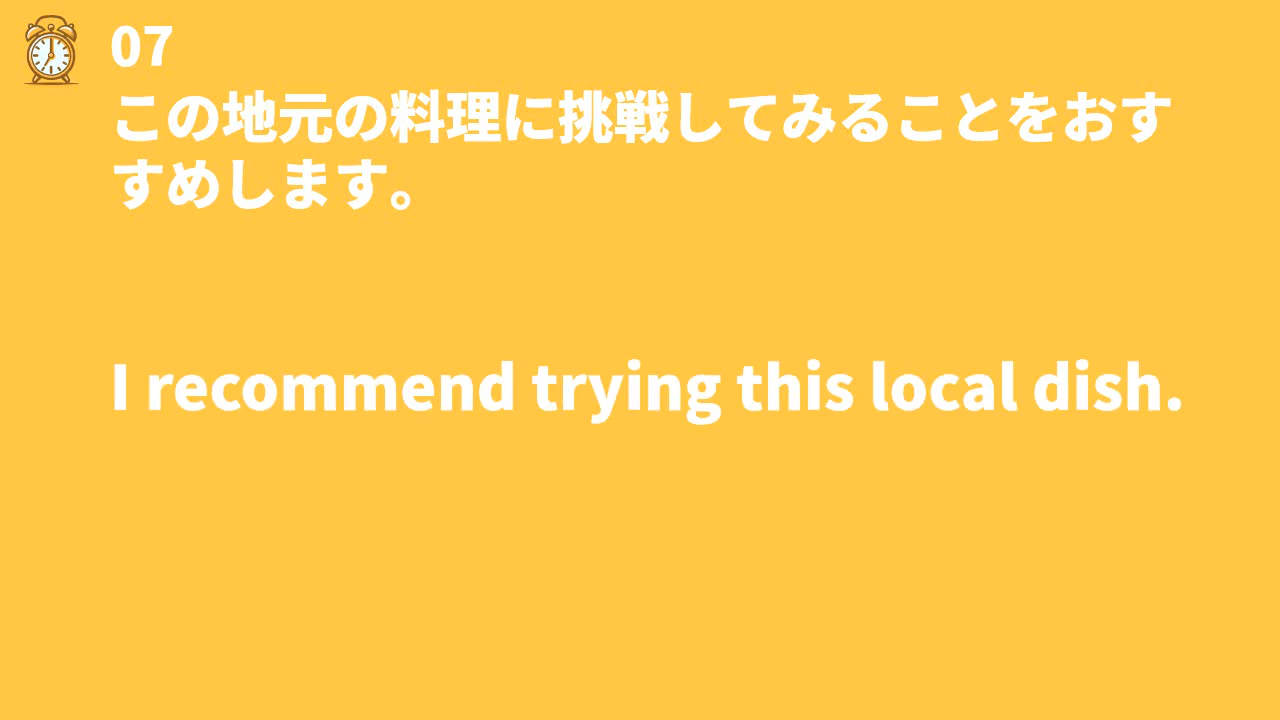 07
この地元の料理に挑戦してみることをおす
すめします。
I recommend trying this local dish.